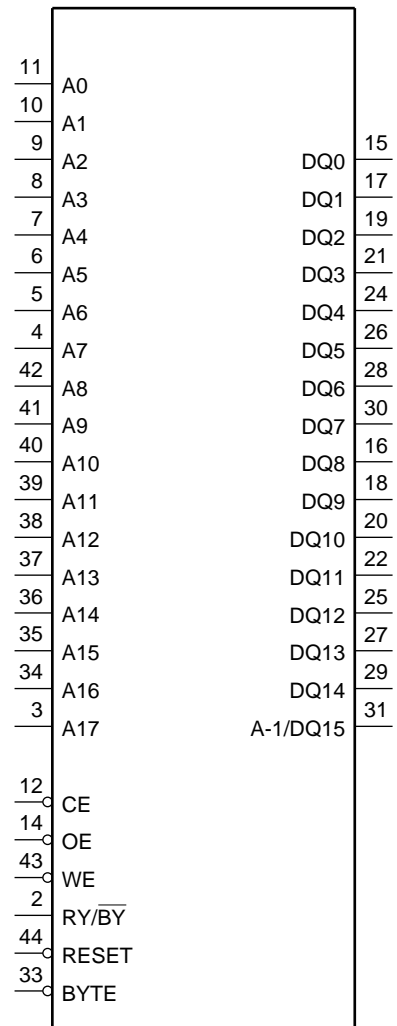 11 A0
10 A1
9 A2 DQ0 15
8 A3 DQ1 17
7 A4 DQ2 19
6 A5 DQ3 21
5 A6 DQ4 24
4 A7 DQ5 26
42 A8 DQ6 28
41 A9 DQ7 30
40 A10 DQ8 16
39 A11 DQ9 18
38 A12 DQ10 20
37 A13 DQ11 22
36 A14 DQ12 25
35 A15 DQ13 27
34 A16 DQ14 29
3 A17 A-1/DQ15 31
12 CE
14 OE
43 WE
2 RY/B̅Y̅
44 RESET
33 BYTE